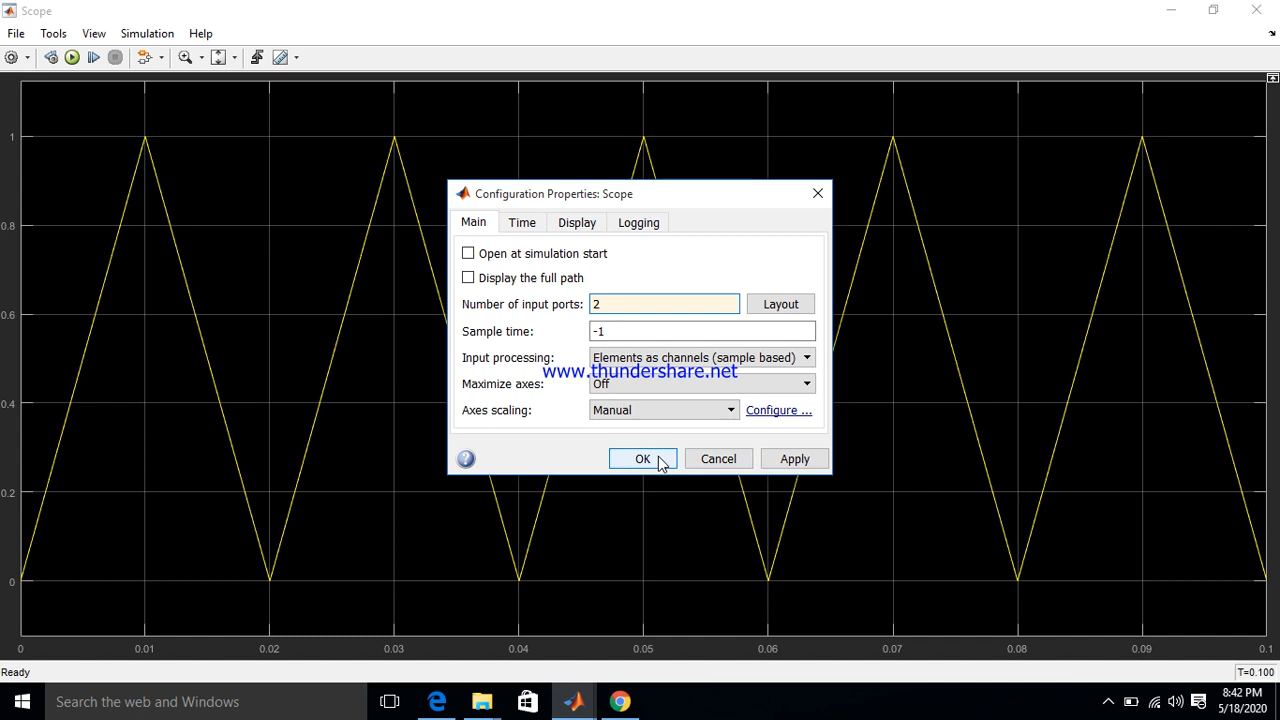 Scope
File Tools View Simulation Help
1
0.8
0.6
0.4
0.2
0
0 0.01 0.02 0.03 0.04 0.05 0.06 0.07 0.08 0.09 0.1
Configuration Properties: Scope
Main Time Display Logging
Open at simulation start
Display the full path
Number of input ports: 2 Layout
Sample time: -1
Input processing: Elements as channels (sample based)
www.thundershare.net
Maximize axes: Off
Axes scaling: Manual Configure ...
? OK Cancel Apply
Ready T=0.100
Search the web and Windows
8:42 PM
5/18/2020